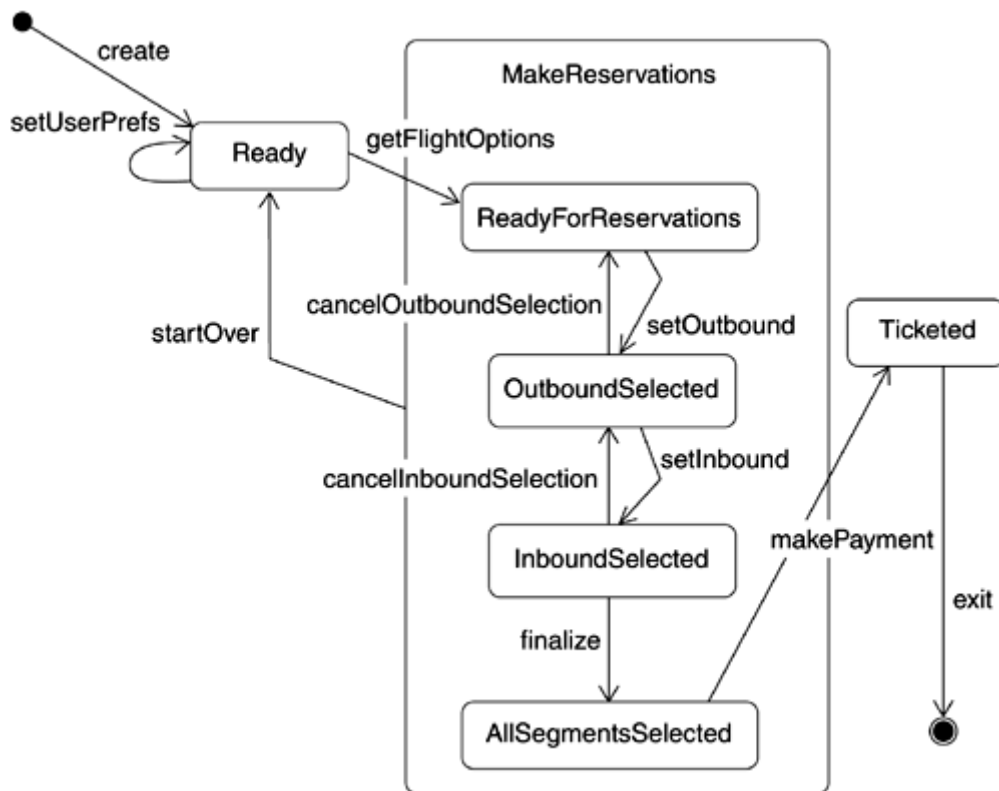 create
MakeReservations
setUserPrefs
Ready
getFlightOptions
ReadyForReservations
cancelOutboundSelection
setOutbound
startOver
Ticketed
OutboundSelected
cancelInboundSelection
setInbound
InboundSelected
makePayment
exit
finalize
AllSegmentsSelected